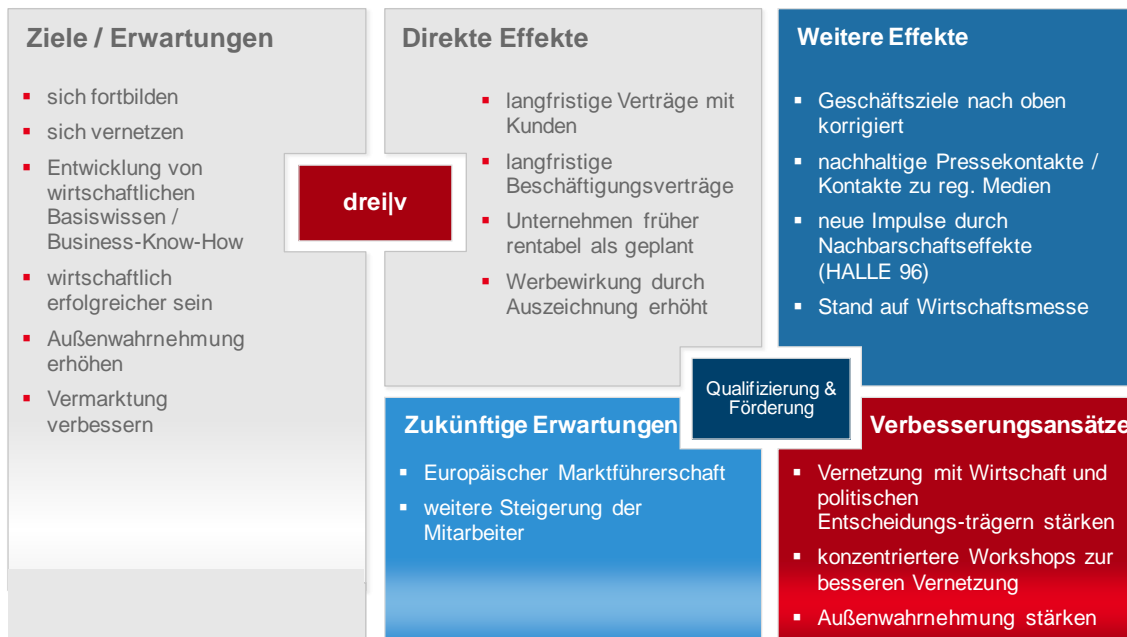 Ziele / Erwartungen
sich fortbilden
sich vernetzen
Entwicklung von
wirtschaftlichen
Basiswissen /
Business-Know-How
wirtschaftlich
erfolgreicher sein
Außenwahrnehmung
erhöhen
Vermarktung
verbessern
drei|v
Direkte Effekte
langfristige Verträge mit
Kunden
langfristige
Beschäftigungsverträge
Unternehmen früher
rentabel als geplant
Werbewirkung durch
Auszeichnung erhöht
Weitere Effekte
Geschäftsziele nach oben
korrigiert
nachhaltige Pressekontakte /
Kontakte zu reg. Medien
neue Impulse durch
Nachbarschaftseffekte
(HALLE 96)
Stand auf Wirtschaftsmesse
Qualifizierung &
Förderung
Zukünftige Erwartungen
Europäischer Marktführerschaft
weitere Steigerung der
Mitarbeiter
Verbesserungsansätze
Vernetzung mit Wirtschaft und
politischen
Entscheidungs-trägern stärken
konzentriertere Workshops zur
besseren Vernetzung
Außenwahrnehmung stärken